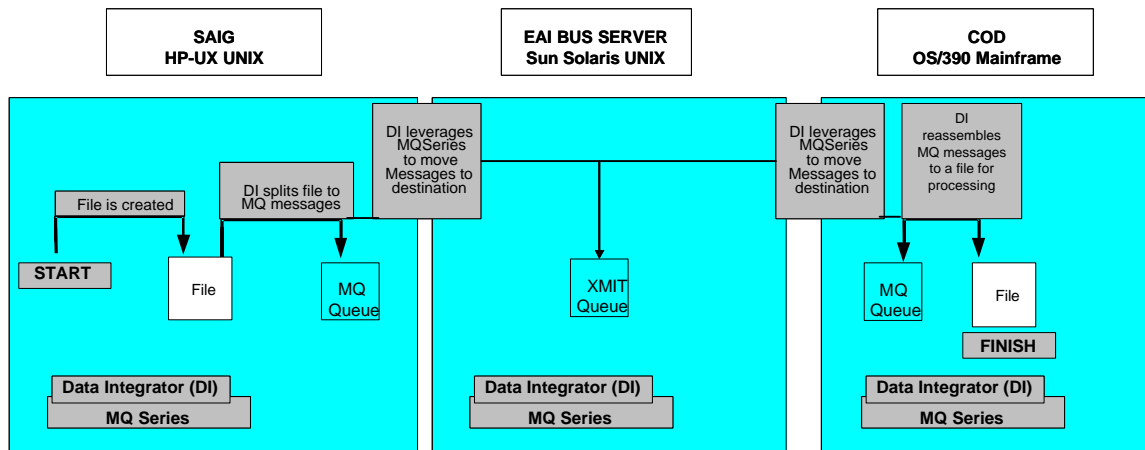 SAIG
HP-UX UNIX
EAI BUS SERVER
Sun Solaris UNIX
COD
OS/390 Mainframe
File is created
DI splits file to
MQ messages
DI leverages
MQSeries
to move
Messages to
destination
DI leverages
MQSeries
to move
Messages to
destination
DI
reassembles
MQ messages
to a file for
processing
START
File
MQ
Queue
XMIT
Queue
MQ
Queue
File
FINISH
Data Integrator (DI)
MQ Series
Data Integrator (DI)
MQ Series
Data Integrator (DI)
MQ Series